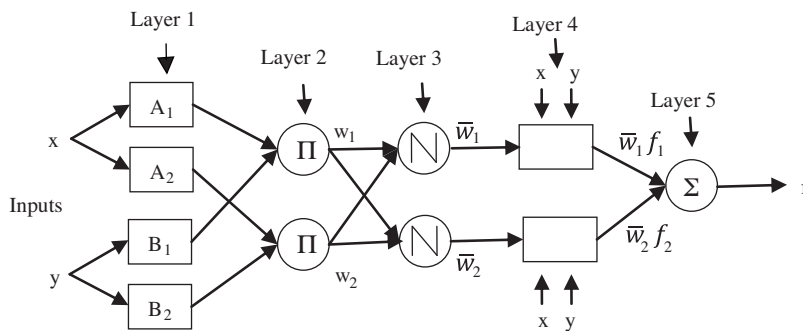 Layer 1
Layer 2
Layer 3
Layer 4
Layer 5
Inputs
x
y
A₁
A₂
B₁
B₂
Π
Π
w₁
w₂
N
N
w̅₁
w̅₂
x y
x y
w̅₁f₁
w̅₂f₂
Σ